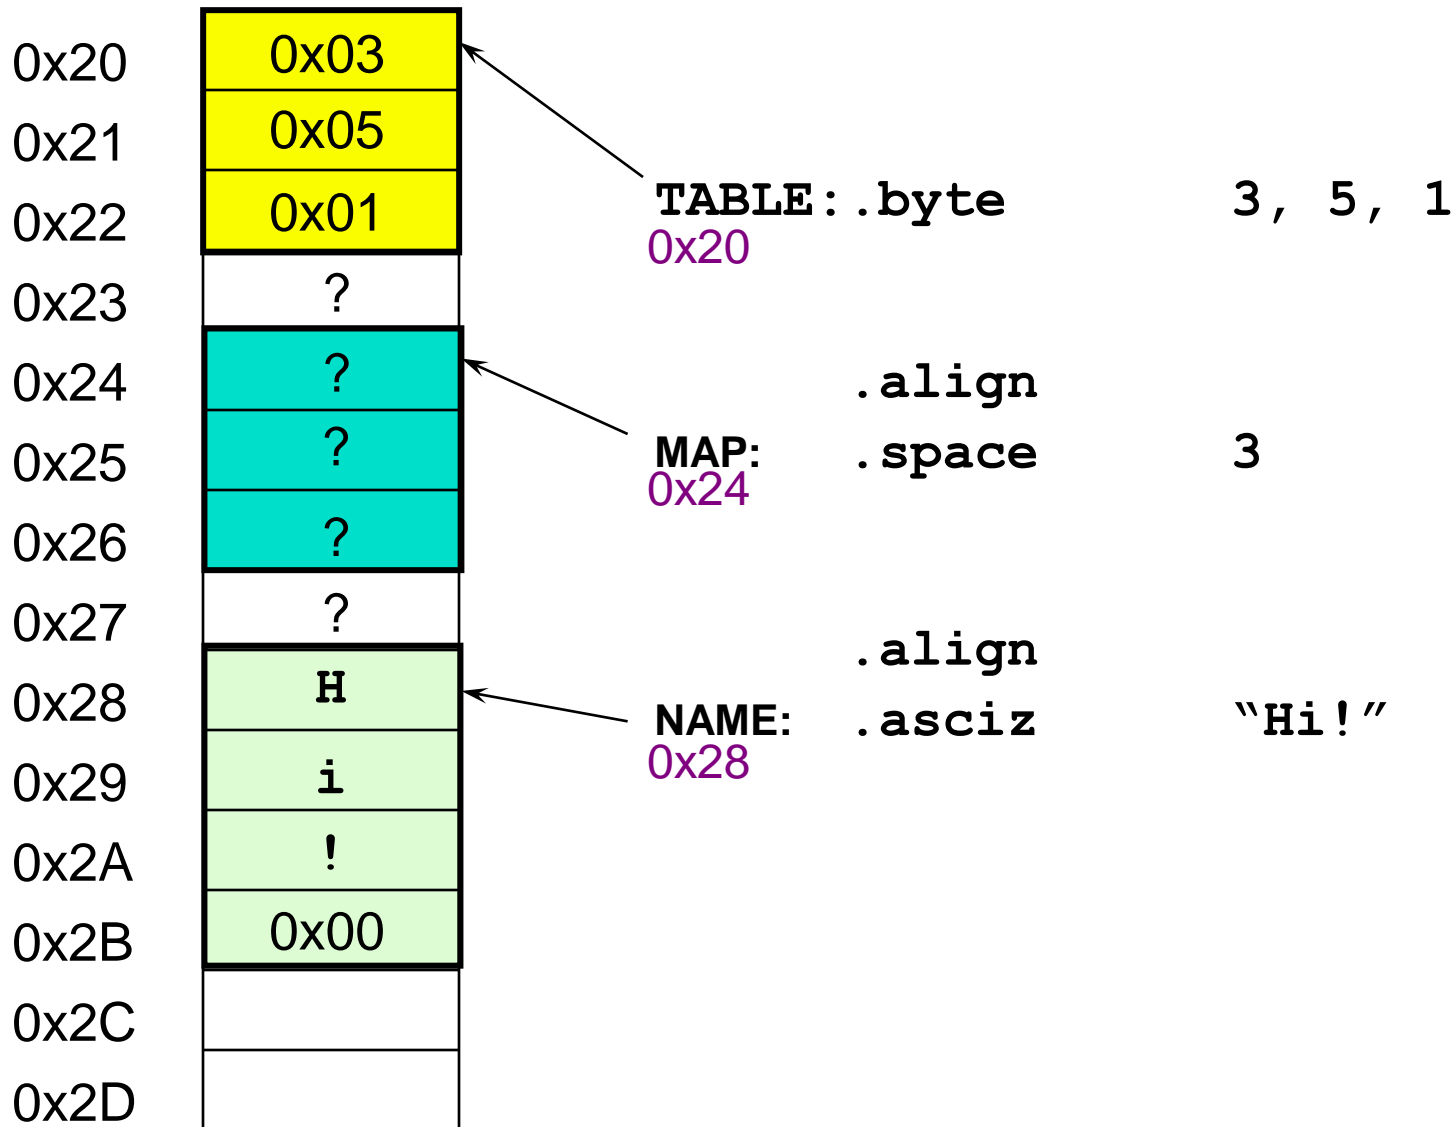 0x20 0x03
0x21 0x05
0x22 0x01 TABLE:.byte 3, 5, 1
0x20
0x23 ?
0x24 ? .align
0x25 ? MAP: .space 3
0x24
0x26 ?
0x27 ? .align
0x28 H NAME: .asciz “Hi!”
0x28
0x29 i
0x2A !
0x2B 0x00
0x2C
0x2D